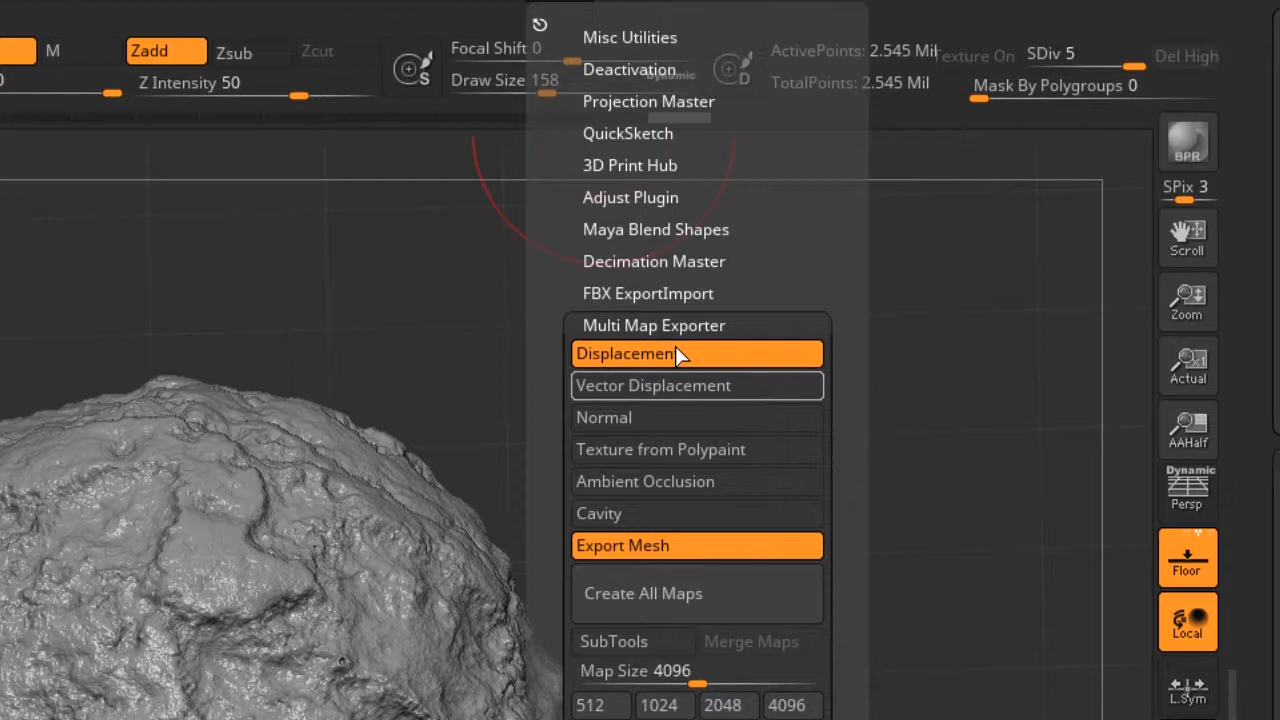 M
Zadd
Zsub
Zcut
Z Intensity 50
0
S
Focal Shift 0
Draw Size 158
Dynamic
D
ActivePoints: 2.545 Mil
TotalPoints: 2.545 Mil
Texture On
SDiv 5
Del High
Mask By Polygroups 0
Misc Utilities
Deactivation
Projection Master
QuickSketch
3D Print Hub
Adjust Plugin
Maya Blend Shapes
Decimation Master
FBX ExportImport
Multi Map Exporter
Displacement
Vector Displacement
Normal
Texture from Polypaint
Ambient Occlusion
Cavity
Export Mesh
Create All Maps
SubTools
Merge Maps
Map Size 4096
512
1024
2048
4096
BPR
SPix 3
Scroll
Zoom
Actual
AAHalf
Dynamic
Persp
Floor
Local
L.Sym